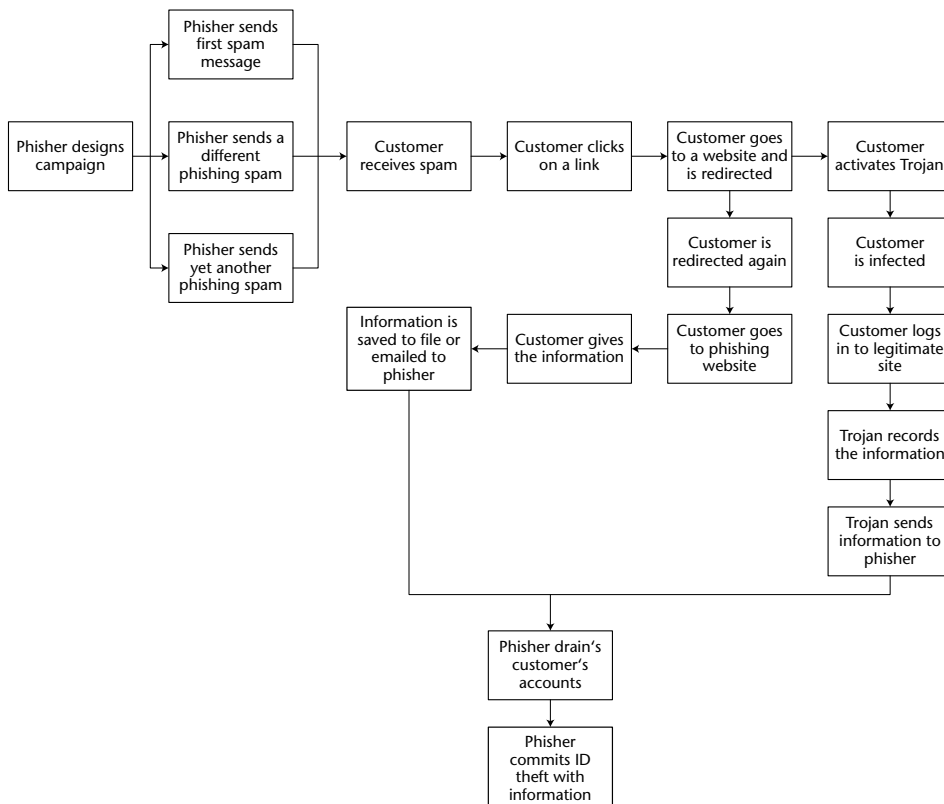 Phisher sends
first spam
message
Phisher designs
campaign
Phisher sends a
different
phishing spam
Customer
receives spam
Customer clicks
on a link
Customer goes
to a website and
is redirected
Customer
activates Trojan
Phisher sends
yet another
phishing spam
Customer is
redirected again
Customer
is infected
Information is
saved to file or
emailed to
phisher
Customer gives
the information
Customer goes
to phishing
website
Customer logs
in to legitimate
site
Trojan records
the information
Trojan sends
information to
phisher
Phisher drain‘s
customer‘s
accounts
Phisher
commits ID
theft with
information